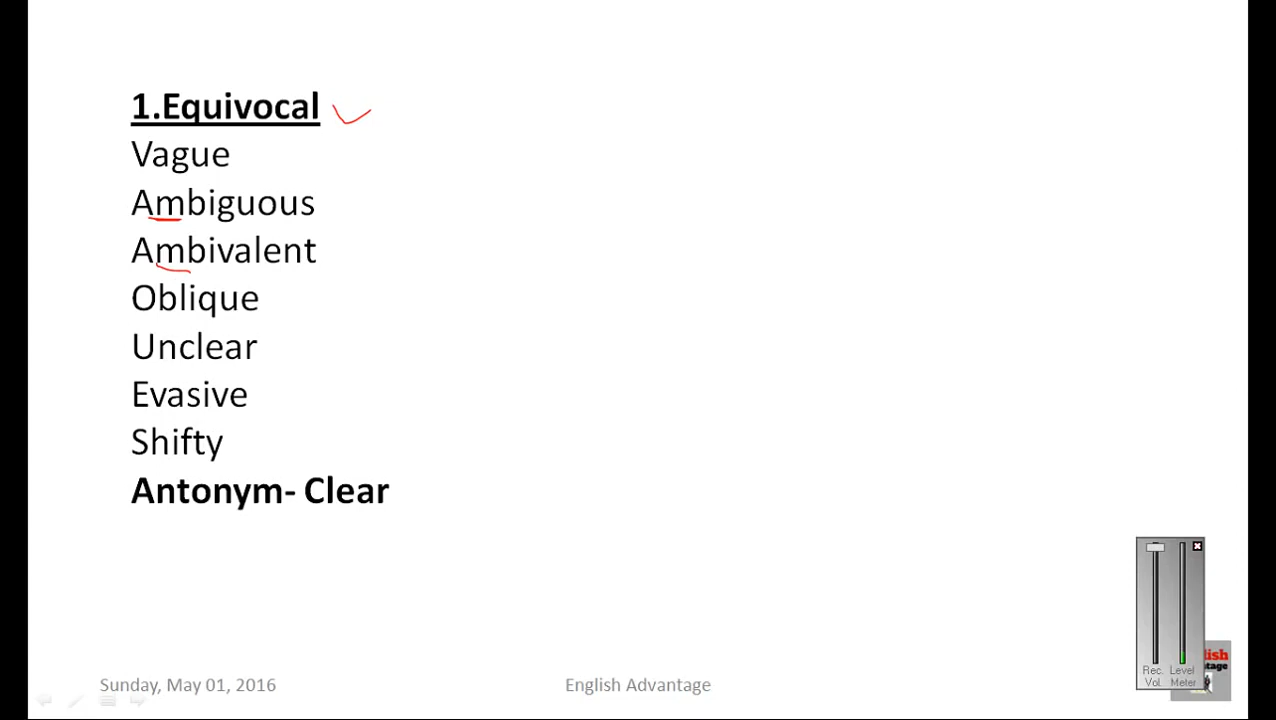 1.Equivocal
Vague
Ambiguous
Ambivalent
Oblique
Unclear
Evasive
Shifty
Antonym- Clear
Rec. Level
Vol. Meter
Sunday, May 01, 2016
English Advantage